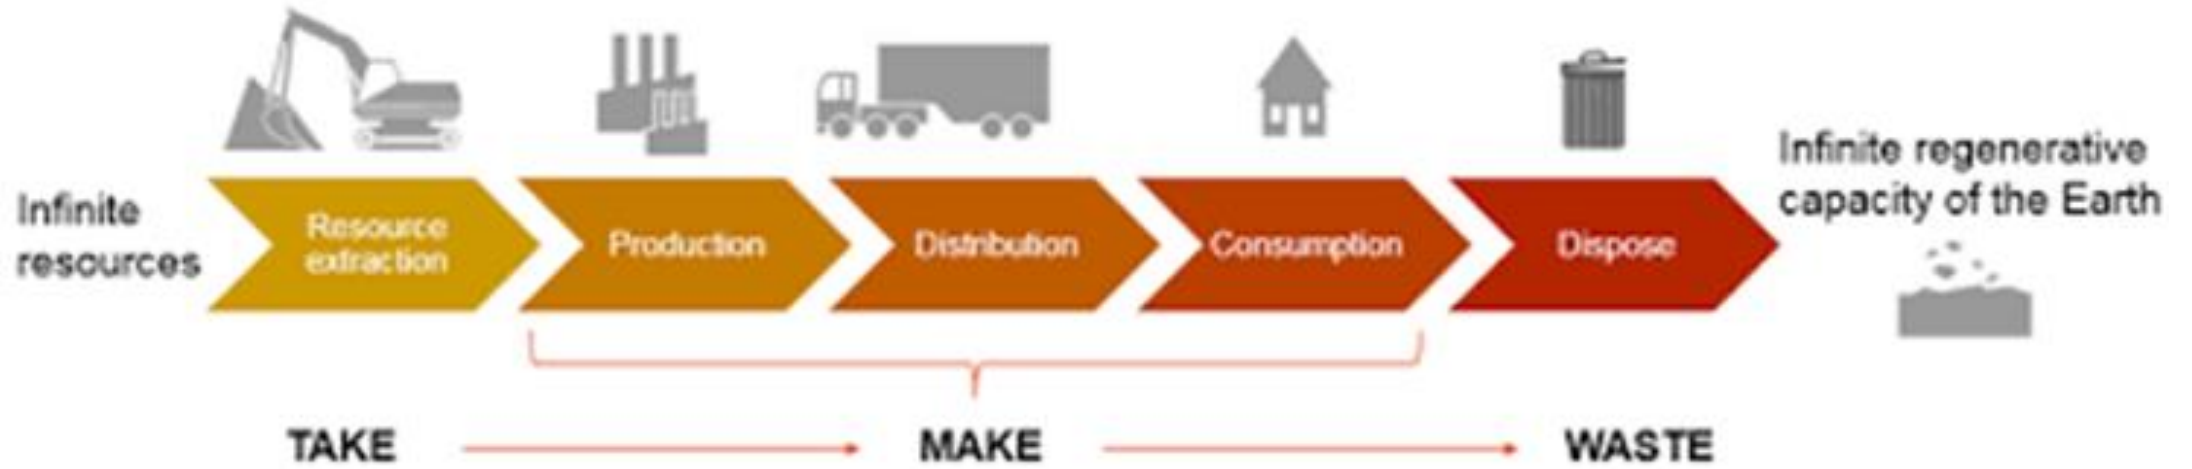 Infinite
resources
Resource
extraction
Production
Distribution
Consumption
Dispose
Infinite regenerative
capacity of the Earth
TAKE
MAKE
WASTE